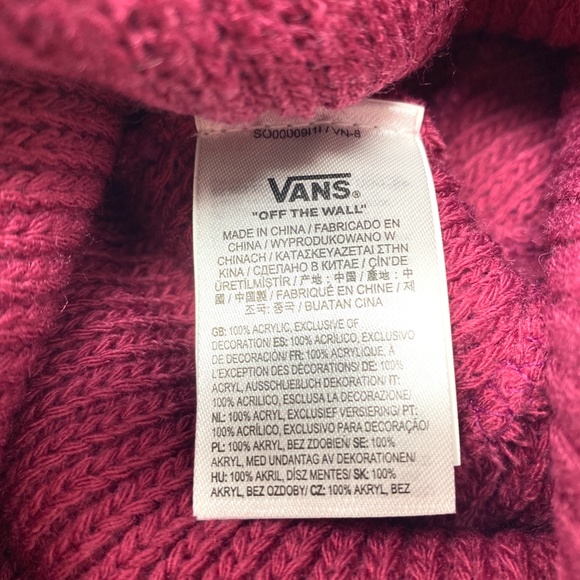 SO00009I1I / VN-8
VANS®
"OFF THE WALL"
MADE IN CHINA / FABRICADO EN
CHINA / WYPRODUKOWANO W
CHINACH / ΚΑΤΑΣΚΕΥΑΖΕΤΑΙ ΣΤΗΝ
ΚΙΝΑ / СДЕЛАНО В КИТАЕ / ÇİN'DE
ÜRETİLMİŞTİR / 产地: 中国 / 產地: 中
國 / 中国製 / FABRIQUÉ EN CHINE / 제
조국: 중국 / BUATAN CINA
GB: 100% ACRYLIC, EXCLUSIVE OF
DECORATION/ ES: 100% ACRÍLICO, EXCLUSIVO
DE DECORACIÓN/ FR: 100% ACRYLIQUE, À
L'EXCEPTION DES DÉCORATIONS/ DE: 100%
ACRYL, AUSSCHLIEßLICH DEKORATION/ IT:
100% ACRILICO, ESCLUSA LA DECORAZIONE/
NL: 100% ACRYL, EXCLUSIEF VERSIERING/ PT:
100% ACRÍLICO, EXCLUSIVO PARA DECORAÇÃO/
PL: 100% AKRYL, BEZ ZDOBIEŃ/ SE: 100%
AKRYL, MED UNDANTAG AV DEKORATIONEN/
HU: 100% AKRIL, DÍSZ MENTES/ SK: 100%
AKRYL, BEZ OZDOBY/ CZ: 100% AKRYL, BEZ